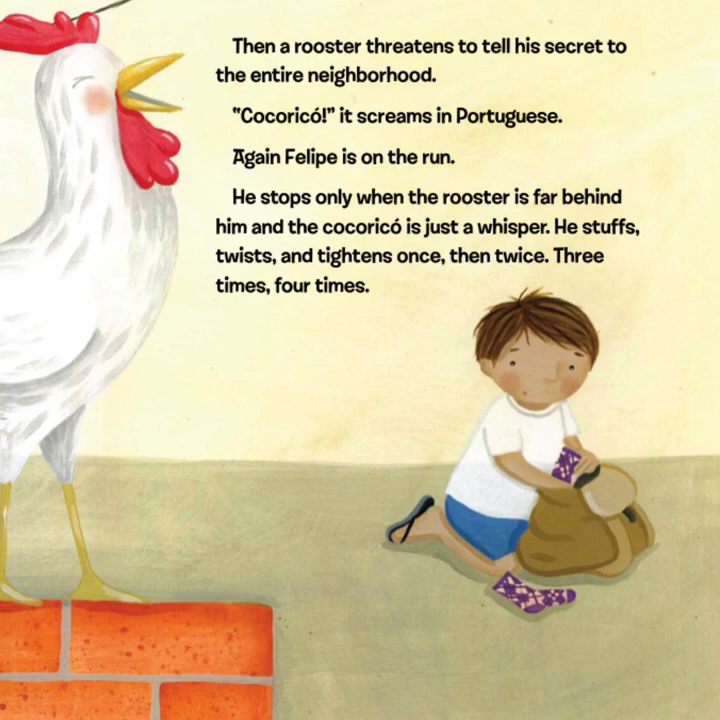 Then a rooster threatens to tell his secret to
the entire neighborhood.
"Cocoricó!" it screams in Portuguese.
Again Felipe is on the run.
He stops only when the rooster is far behind
him and the cocoricó is just a whisper. He stuffs,
twists, and tightens once, then twice. Three
times, four times.